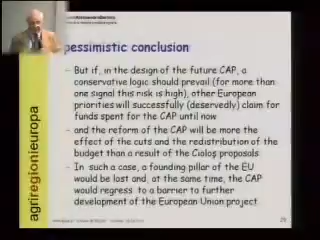 pessimistic conclusion
– But if, in the design of the future CAP, a
conservative logic should prevail (for more than
one signal this risk is high), other European
priorities will successfully (deservedly) claim for
funds spent for the CAP until now
– and the reform of the CAP will be more the
effect of the cuts and the redistribution of the
budget than a result of the Cioloş proposals
– In such a case, a founding pillar of the EU
would be lost and, at the same time, the CAP
would regress to a barrier to further
development of the European Union project
agriregionieuropa